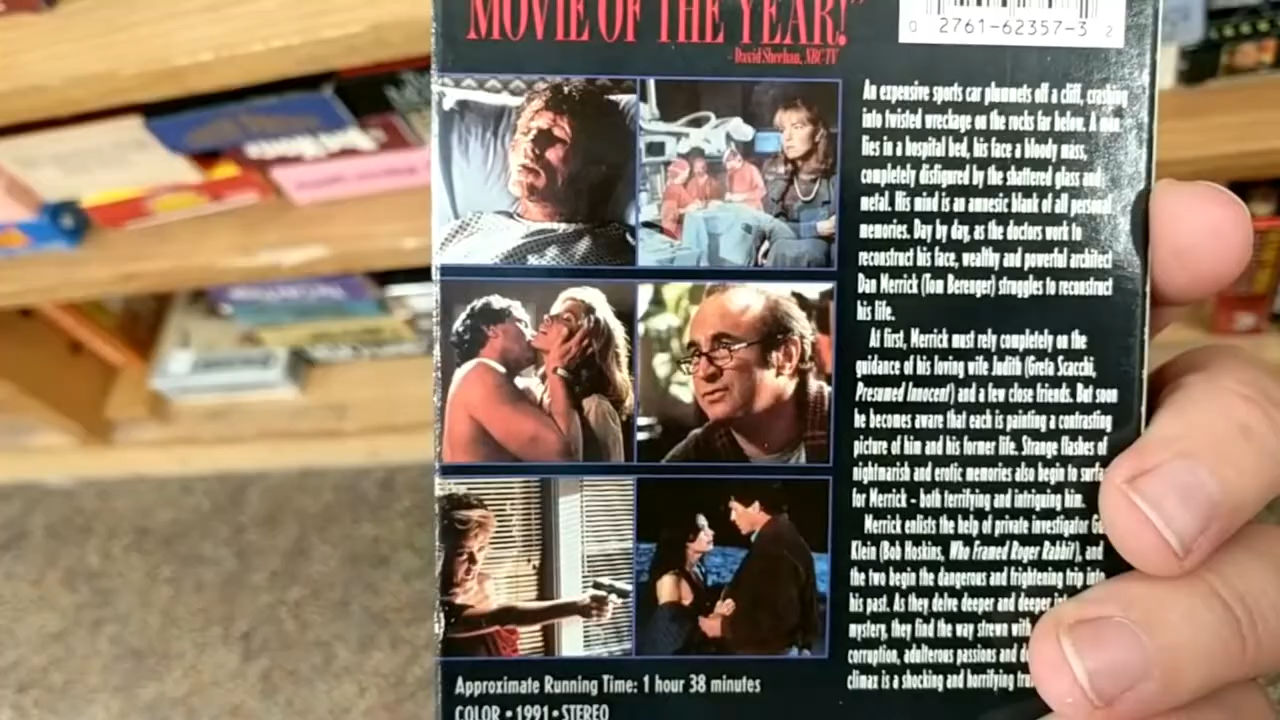 MOVIE OF THE YEAR!"
- David Sheehan, NBC-TV
0 2761-62357-3 2
An expensive sports car plummets off a cliff, crashing
into twisted wreckage on the rocks far below. A man
lies in a hospital bed, his face a bloody mass,
completely disfigured by the shattered glass and
metal. His mind is an amnesic blank of all personal
memories. Day by day, as the doctors work to
reconstruct his face, wealthy and powerful architect
Dan Merrick (Tom Berenger) struggles to reconstruct
his life.
At first, Merrick must rely completely on the
guidance of his loving wife Judith (Greta Scacchi,
Presumed Innocent) and a few close friends. But soon
he becomes aware that each is painting a contrasting
picture of him and his former life. Strange flashes of
nightmarish and erotic memories also begin to surfa
for Merrick - both terrifying and intriguing him.
Merrick enlists the help of private investigator Gu
Klein (Bob Hoskins, Who Framed Roger Rabbit), and
the two begin the dangerous and frightening trip into
his past. As they delve deeper and deeper
mystery, they find the way strewn with
corruption, adulterous passions and
climax is a shocking and horrifying
Approximate Running Time: 1 hour 38 minutes
COLOR • 1991 • STEREO